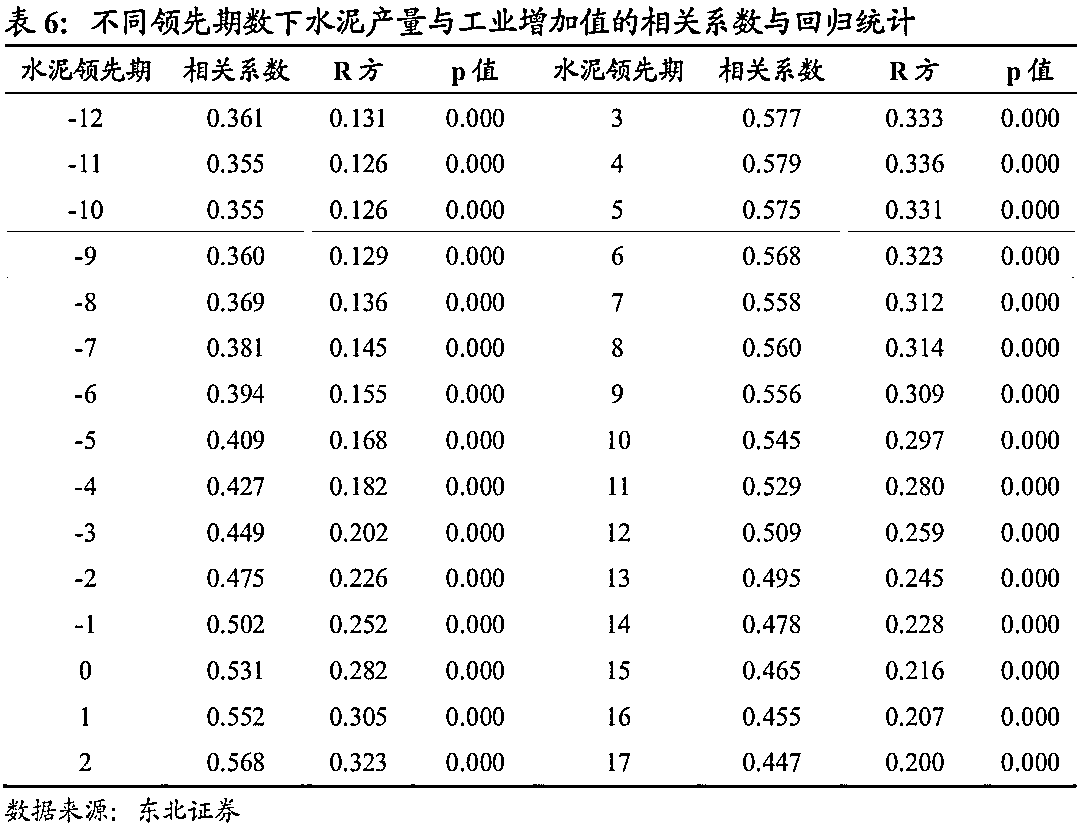 表 6：不同领先期数下水泥产量与工业增加值的相关系数与回归统计
水泥领先期 相关系数 R 方 p 值 水泥领先期 相关系数 R 方 p 值
-12 0.361 0.131 0.000 3 0.577 0.333 0.000
-11 0.355 0.126 0.000 4 0.579 0.336 0.000
-10 0.355 0.126 0.000 5 0.575 0.331 0.000
-9 0.360 0.129 0.000 6 0.568 0.323 0.000
-8 0.369 0.136 0.000 7 0.558 0.312 0.000
-7 0.381 0.145 0.000 8 0.560 0.314 0.000
-6 0.394 0.155 0.000 9 0.556 0.309 0.000
-5 0.409 0.168 0.000 10 0.545 0.297 0.000
-4 0.427 0.182 0.000 11 0.529 0.280 0.000
-3 0.449 0.202 0.000 12 0.509 0.259 0.000
-2 0.475 0.226 0.000 13 0.495 0.245 0.000
-1 0.502 0.252 0.000 14 0.478 0.228 0.000
0 0.531 0.282 0.000 15 0.465 0.216 0.000
1 0.552 0.305 0.000 16 0.455 0.207 0.000
2 0.568 0.323 0.000 17 0.447 0.200 0.000
数据来源：东北证券